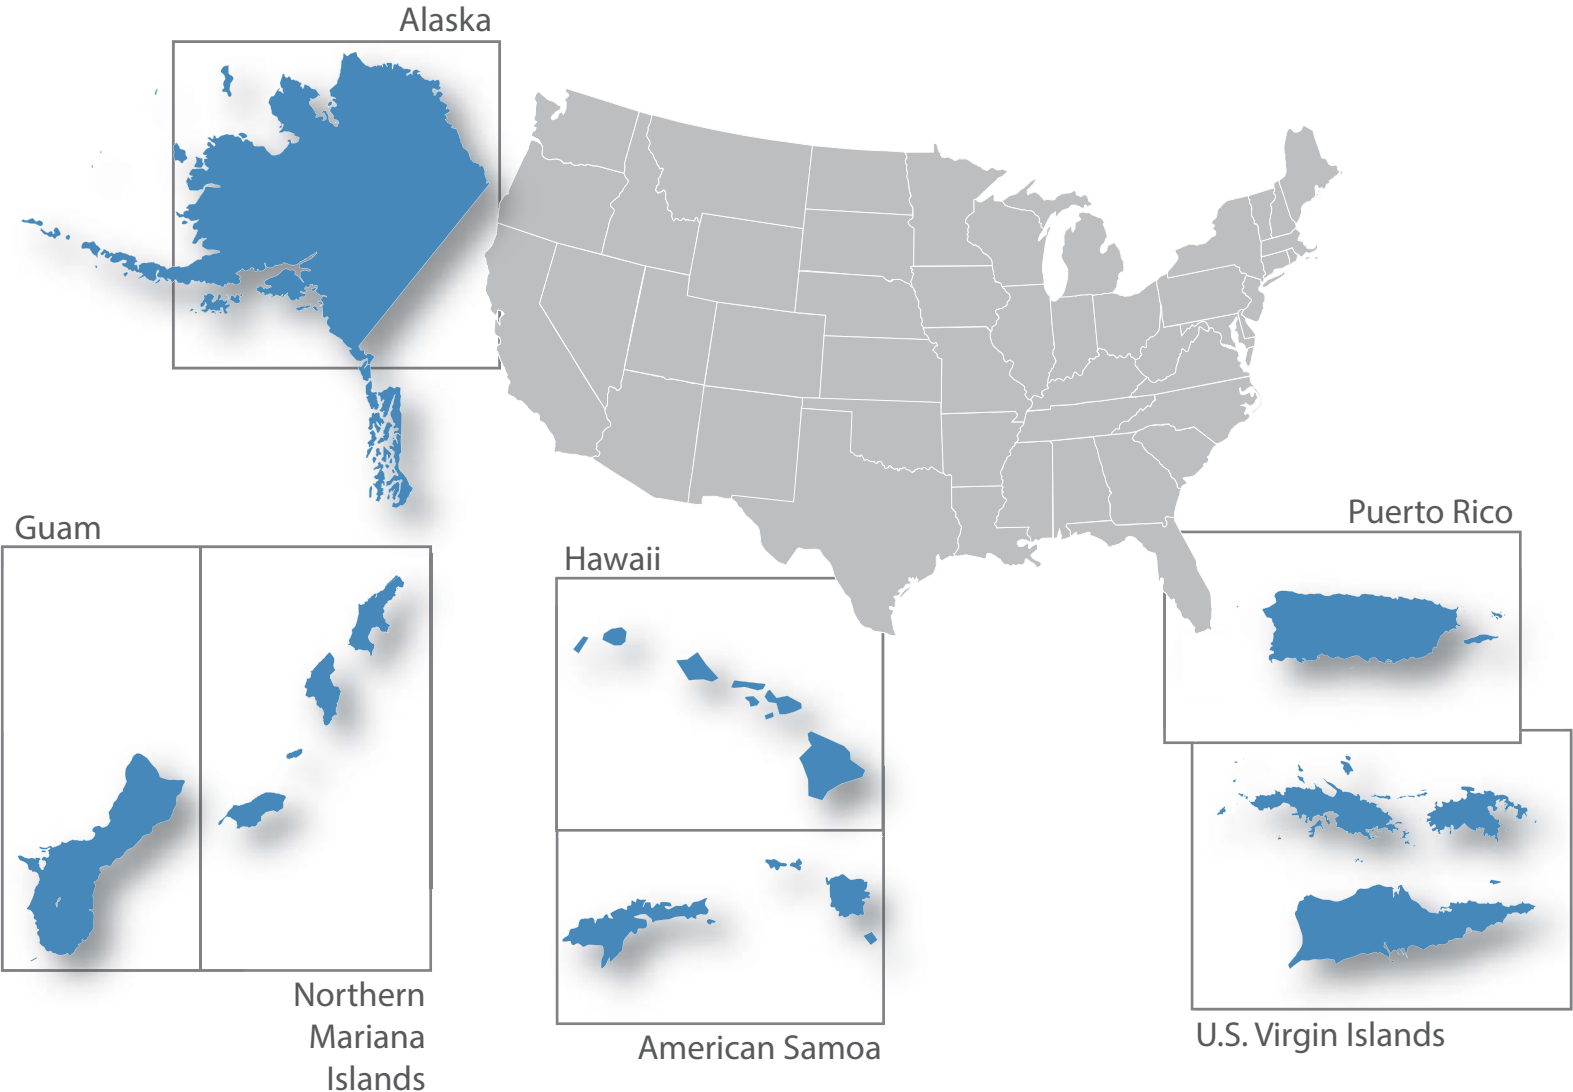 Alaska
Guam
Hawaii
Puerto Rico
Northern
Mariana
Islands
American Samoa
U.S. Virgin Islands